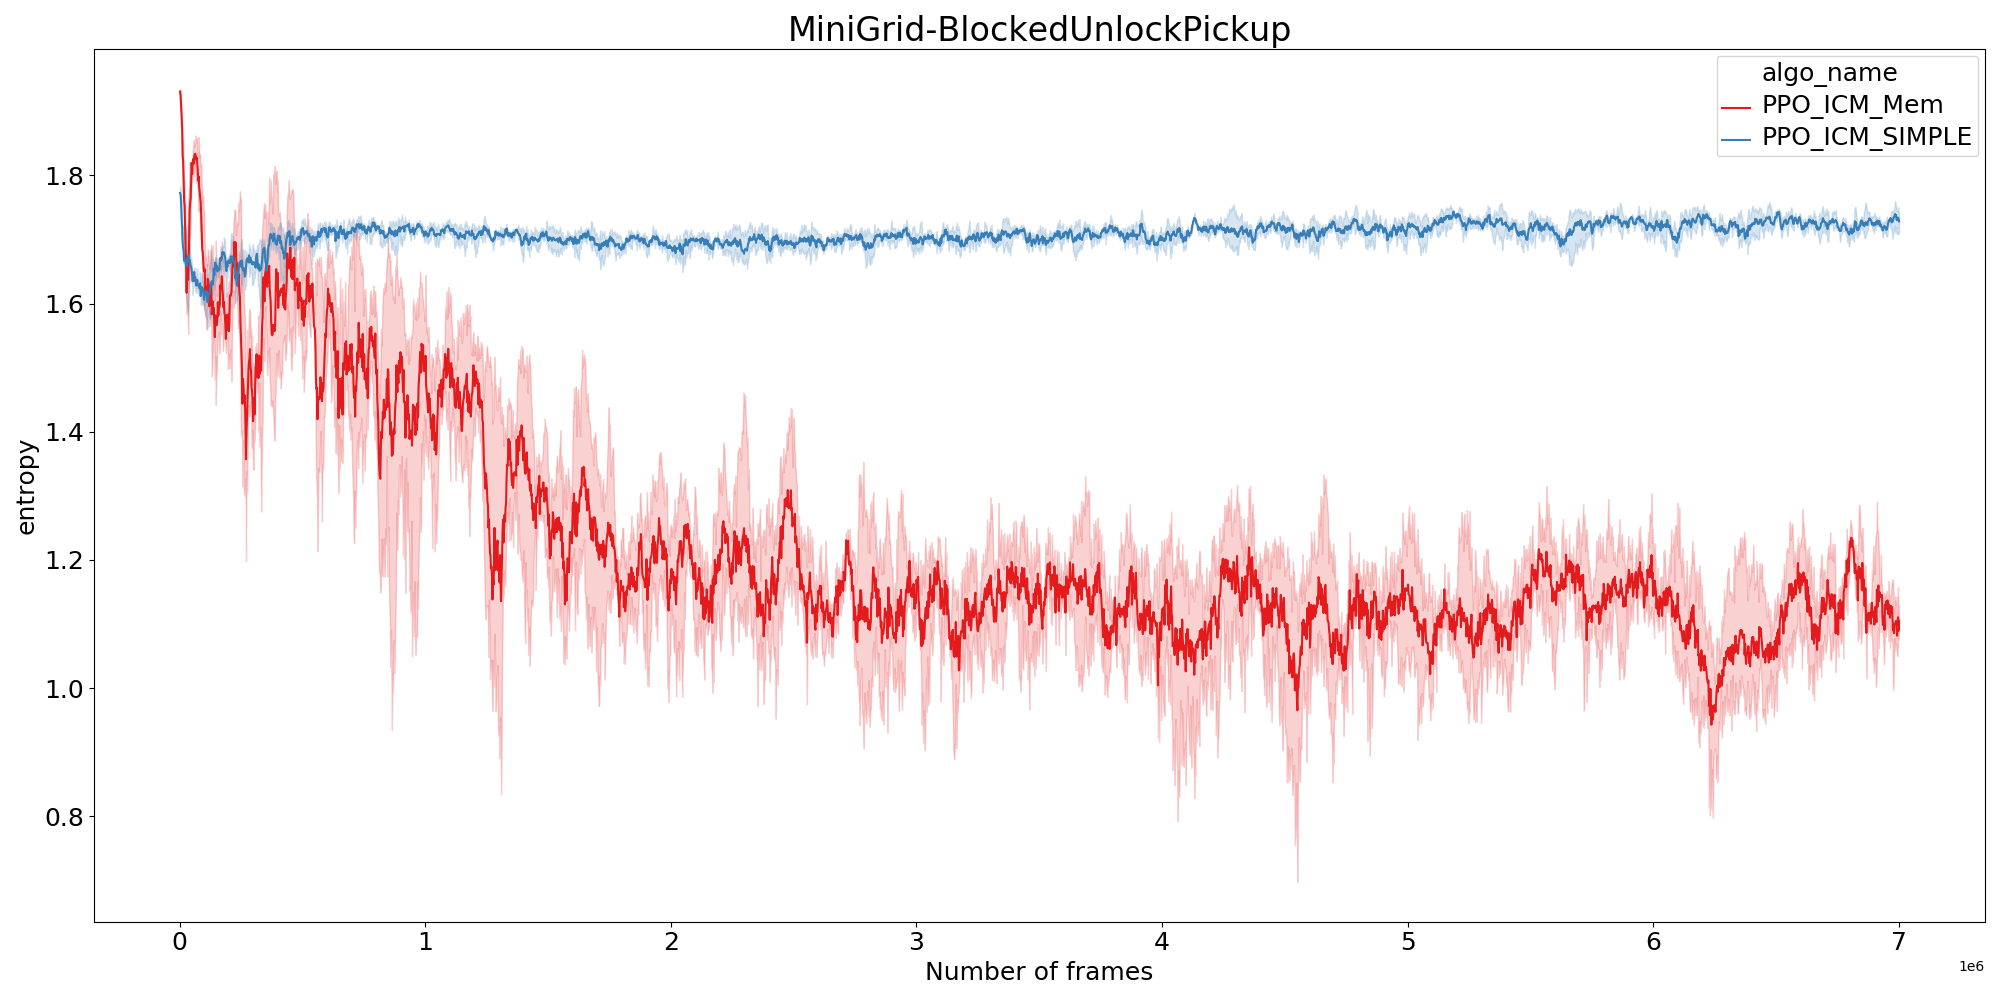 MiniGrid-BlockedUnlockPickup
algo_name
PPO_ICM_Mem
PPO_ICM_SIMPLE
entropy
1.8
1.6
1.4
1.2
1.0
0.8
0 1 2 3 4 5 6 7
Number of frames
1e6